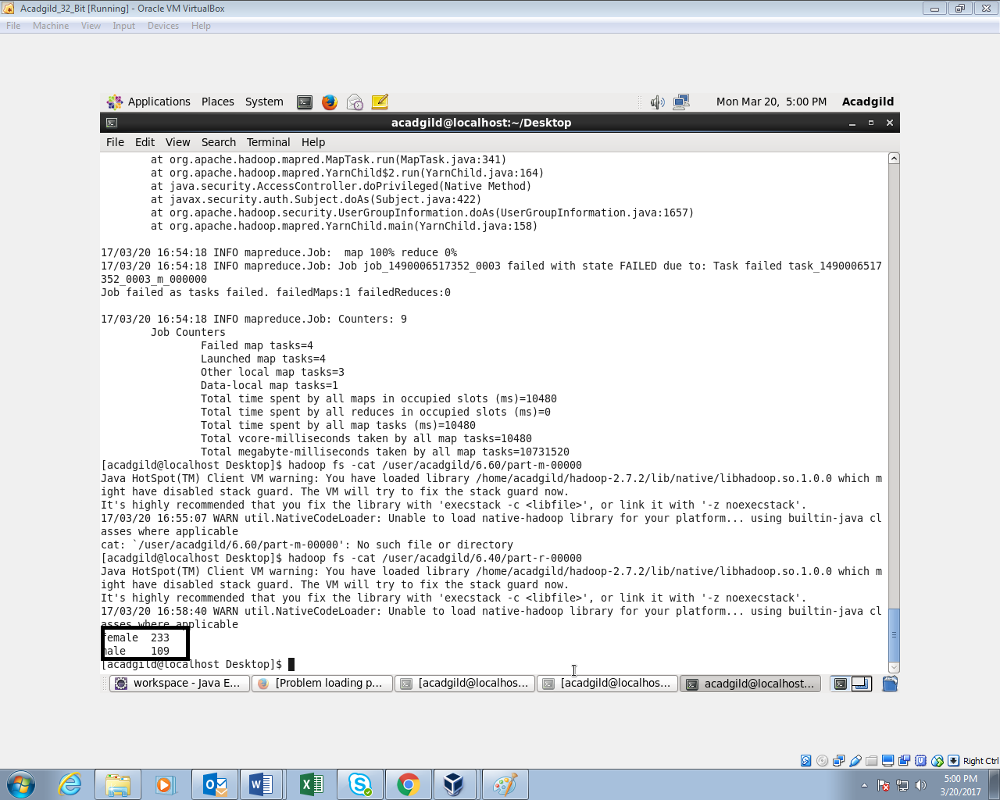 Acadgild_32_Bit [Running] - Oracle VM VirtualBox
File Machine View Input Devices Help
Applications Places System Mon Mar 20, 5:00 PM Acadgild
acadgild@localhost:~/Desktop
File Edit View Search Terminal Help
at org.apache.hadoop.mapred.MapTask.run(MapTask.java:341)
at org.apache.hadoop.mapred.YarnChild$2.run(YarnChild.java:164)
at java.security.AccessController.doPrivileged(Native Method)
at javax.security.auth.Subject.doAs(Subject.java:422)
at org.apache.hadoop.security.UserGroupInformation.doAs(UserGroupInformation.java:1657)
at org.apache.hadoop.mapred.YarnChild.main(YarnChild.java:158)
17/03/20 16:54:18 INFO mapreduce.Job:  map 100% reduce 0%
17/03/20 16:54:18 INFO mapreduce.Job: Job job_1490006517352_0003 failed with state FAILED due to: Task failed task_1490006517
352_0003_m_000000
Job failed as tasks failed. failedMaps:1 failedReduces:0
17/03/20 16:54:18 INFO mapreduce.Job: Counters: 9
Job Counters
Failed map tasks=4
Launched map tasks=4
Other local map tasks=3
Data-local map tasks=1
Total time spent by all maps in occupied slots (ms)=10480
Total time spent by all reduces in occupied slots (ms)=0
Total time spent by all map tasks (ms)=10480
Total vcore-milliseconds taken by all map tasks=10480
Total megabyte-milliseconds taken by all map tasks=10731520
[acadgild@localhost Desktop]$ hadoop fs -cat /user/acadgild/6.60/part-m-00000
Java HotSpot(TM) Client VM warning: You have loaded library /home/acadgild/hadoop-2.7.2/lib/native/libhadoop.so.1.0.0 which m
ight have disabled stack guard. The VM will try to fix the stack guard now.
It's highly recommended that you fix the library with 'execstack -c <libfile>', or link it with '-z noexecstack'.
17/03/20 16:55:07 WARN util.NativeCodeLoader: Unable to load native-hadoop library for your platform... using builtin-java cl
asses where applicable
cat: `/user/acadgild/6.60/part-m-00000': No such file or directory
[acadgild@localhost Desktop]$ hadoop fs -cat /user/acadgild/6.40/part-r-00000
Java HotSpot(TM) Client VM warning: You have loaded library /home/acadgild/hadoop-2.7.2/lib/native/libhadoop.so.1.0.0 which m
ight have disabled stack guard. The VM will try to fix the stack guard now.
It's highly recommended that you fix the library with 'execstack -c <libfile>', or link it with '-z noexecstack'.
17/03/20 16:58:40 WARN util.NativeCodeLoader: Unable to load native-hadoop library for your platform... using builtin-java cl
asses where applicable
female 233
male 109
[acadgild@localhost Desktop]$
workspace - Java E... [Problem loading p... [acadgild@localhos... [acadgild@localhos... acadgild@localhost...
Right Ctrl
5:00 PM
3/20/2017